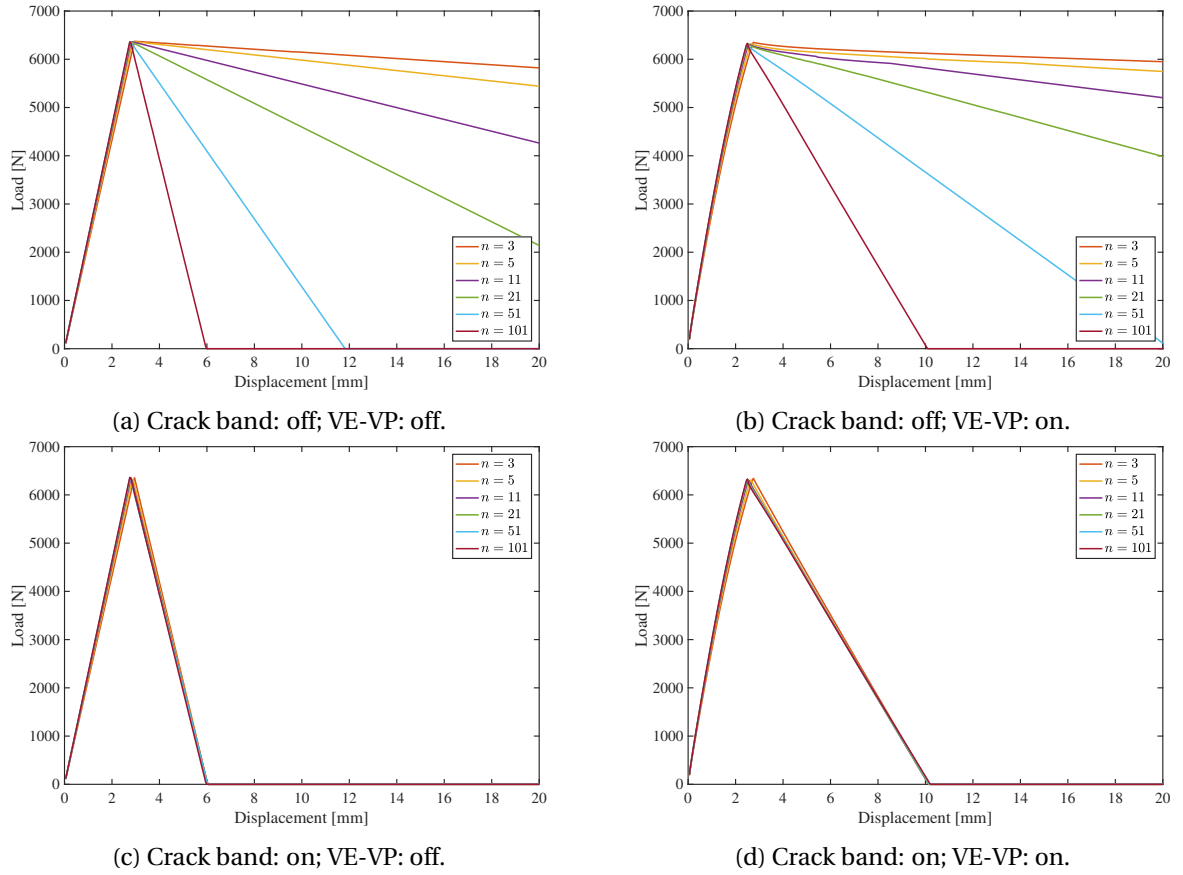 7000
6000
5000
4000
3000
2000
1000
0
Load [N]
n = 3
n = 5
n = 11
n = 21
n = 51
n = 101
0 2 4 6 8 10 12 14 16 18 20
Displacement [mm]
(a) Crack band: off; VE-VP: off.
7000
6000
5000
4000
3000
2000
1000
0
Load [N]
n = 3
n = 5
n = 11
n = 21
n = 51
n = 101
0 2 4 6 8 10 12 14 16 18 20
Displacement [mm]
(b) Crack band: off; VE-VP: on.
7000
6000
5000
4000
3000
2000
1000
0
Load [N]
n = 3
n = 5
n = 11
n = 21
n = 51
n = 101
0 2 4 6 8 10 12 14 16 18 20
Displacement [mm]
(c) Crack band: on; VE-VP: off.
7000
6000
5000
4000
3000
2000
1000
0
Load [N]
n = 3
n = 5
n = 11
n = 21
n = 51
n = 101
0 2 4 6 8 10 12 14 16 18 20
Displacement [mm]
(d) Crack band: on; VE-VP: on.